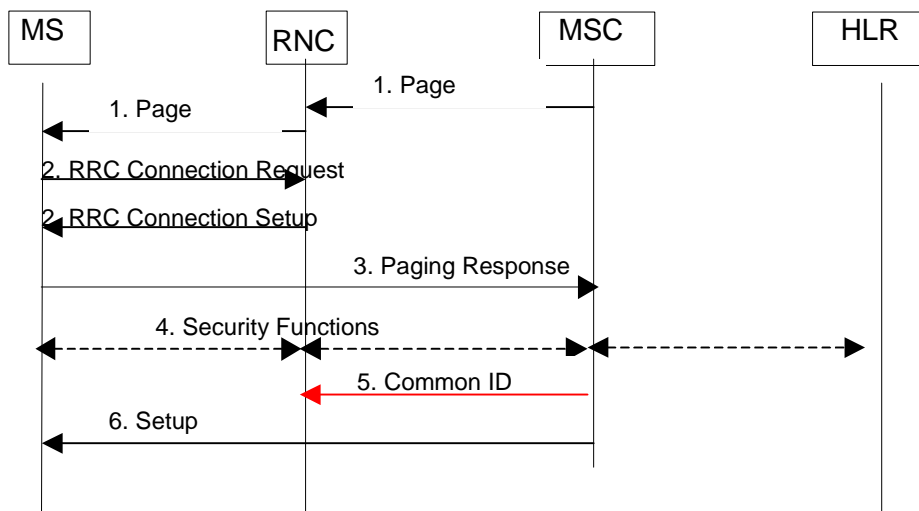 MS
RNC
MSC
HLR
1. Page
1. Page
2. RRC Connection Request
2. RRC Connection Setup
3. Paging Response
4. Security Functions
5. Common ID
6. Setup